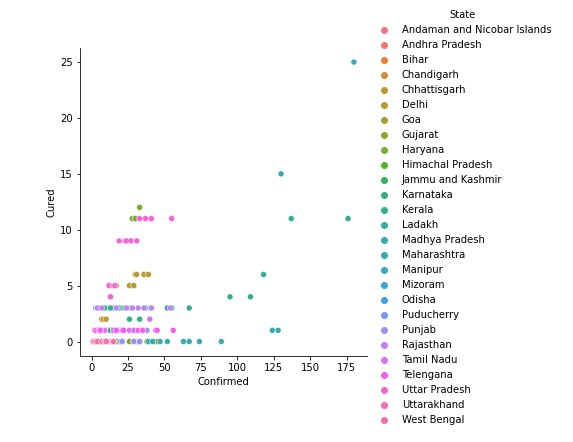 State
Andaman and Nicobar Islands
Andhra Pradesh
Bihar
Chandigarh
Chhattisgarh
Delhi
Goa
Gujarat
Haryana
Himachal Pradesh
Jammu and Kashmir
Karnataka
Kerala
Ladakh
Madhya Pradesh
Maharashtra
Manipur
Mizoram
Odisha
Puducherry
Punjab
Rajasthan
Tamil Nadu
Telengana
Uttar Pradesh
Uttarakhand
West Bengal
25
20
15
10
5
0
Cured
0 25 50 75 100 125 150 175
Confirmed